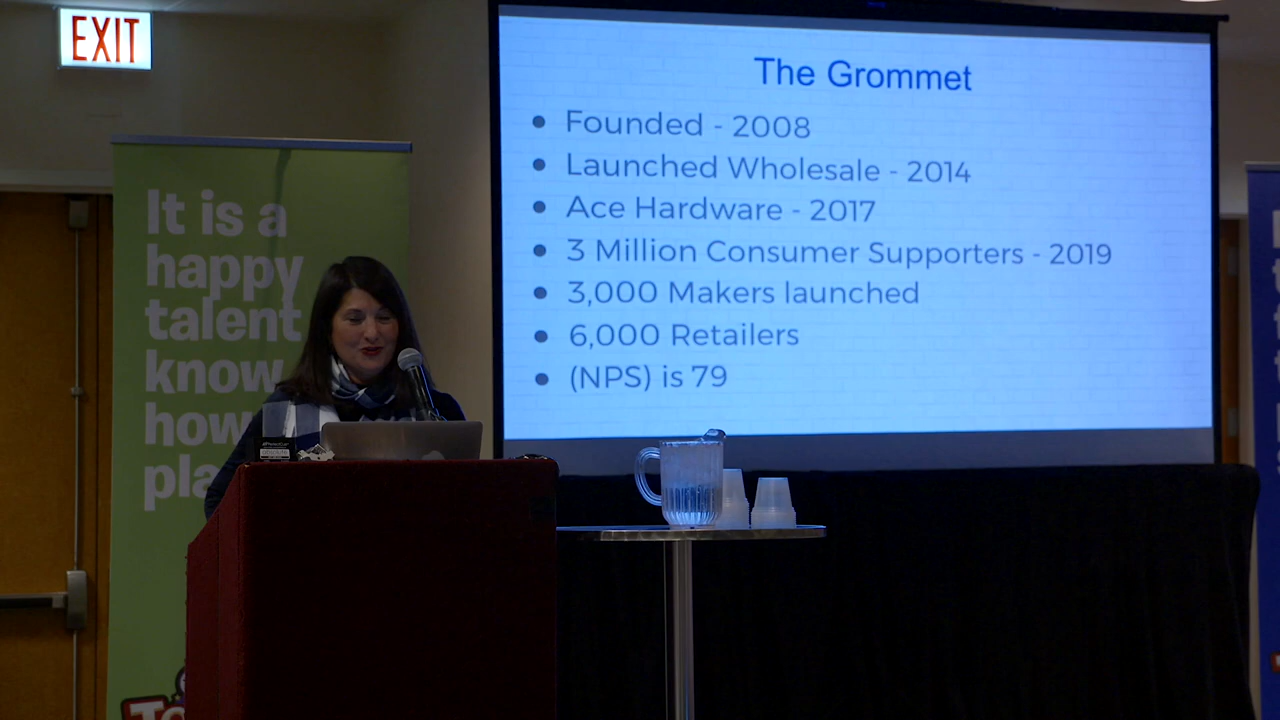 EXIT
The Grommet
• Founded - 2008
• Launched Wholesale - 2014
• Ace Hardware - 2017
• 3 Million Consumer Supporters - 2019
• 3,000 Makers launched
• 6,000 Retailers
• (NPS) is 79
It is a
happy
talent
know
how
pla
To